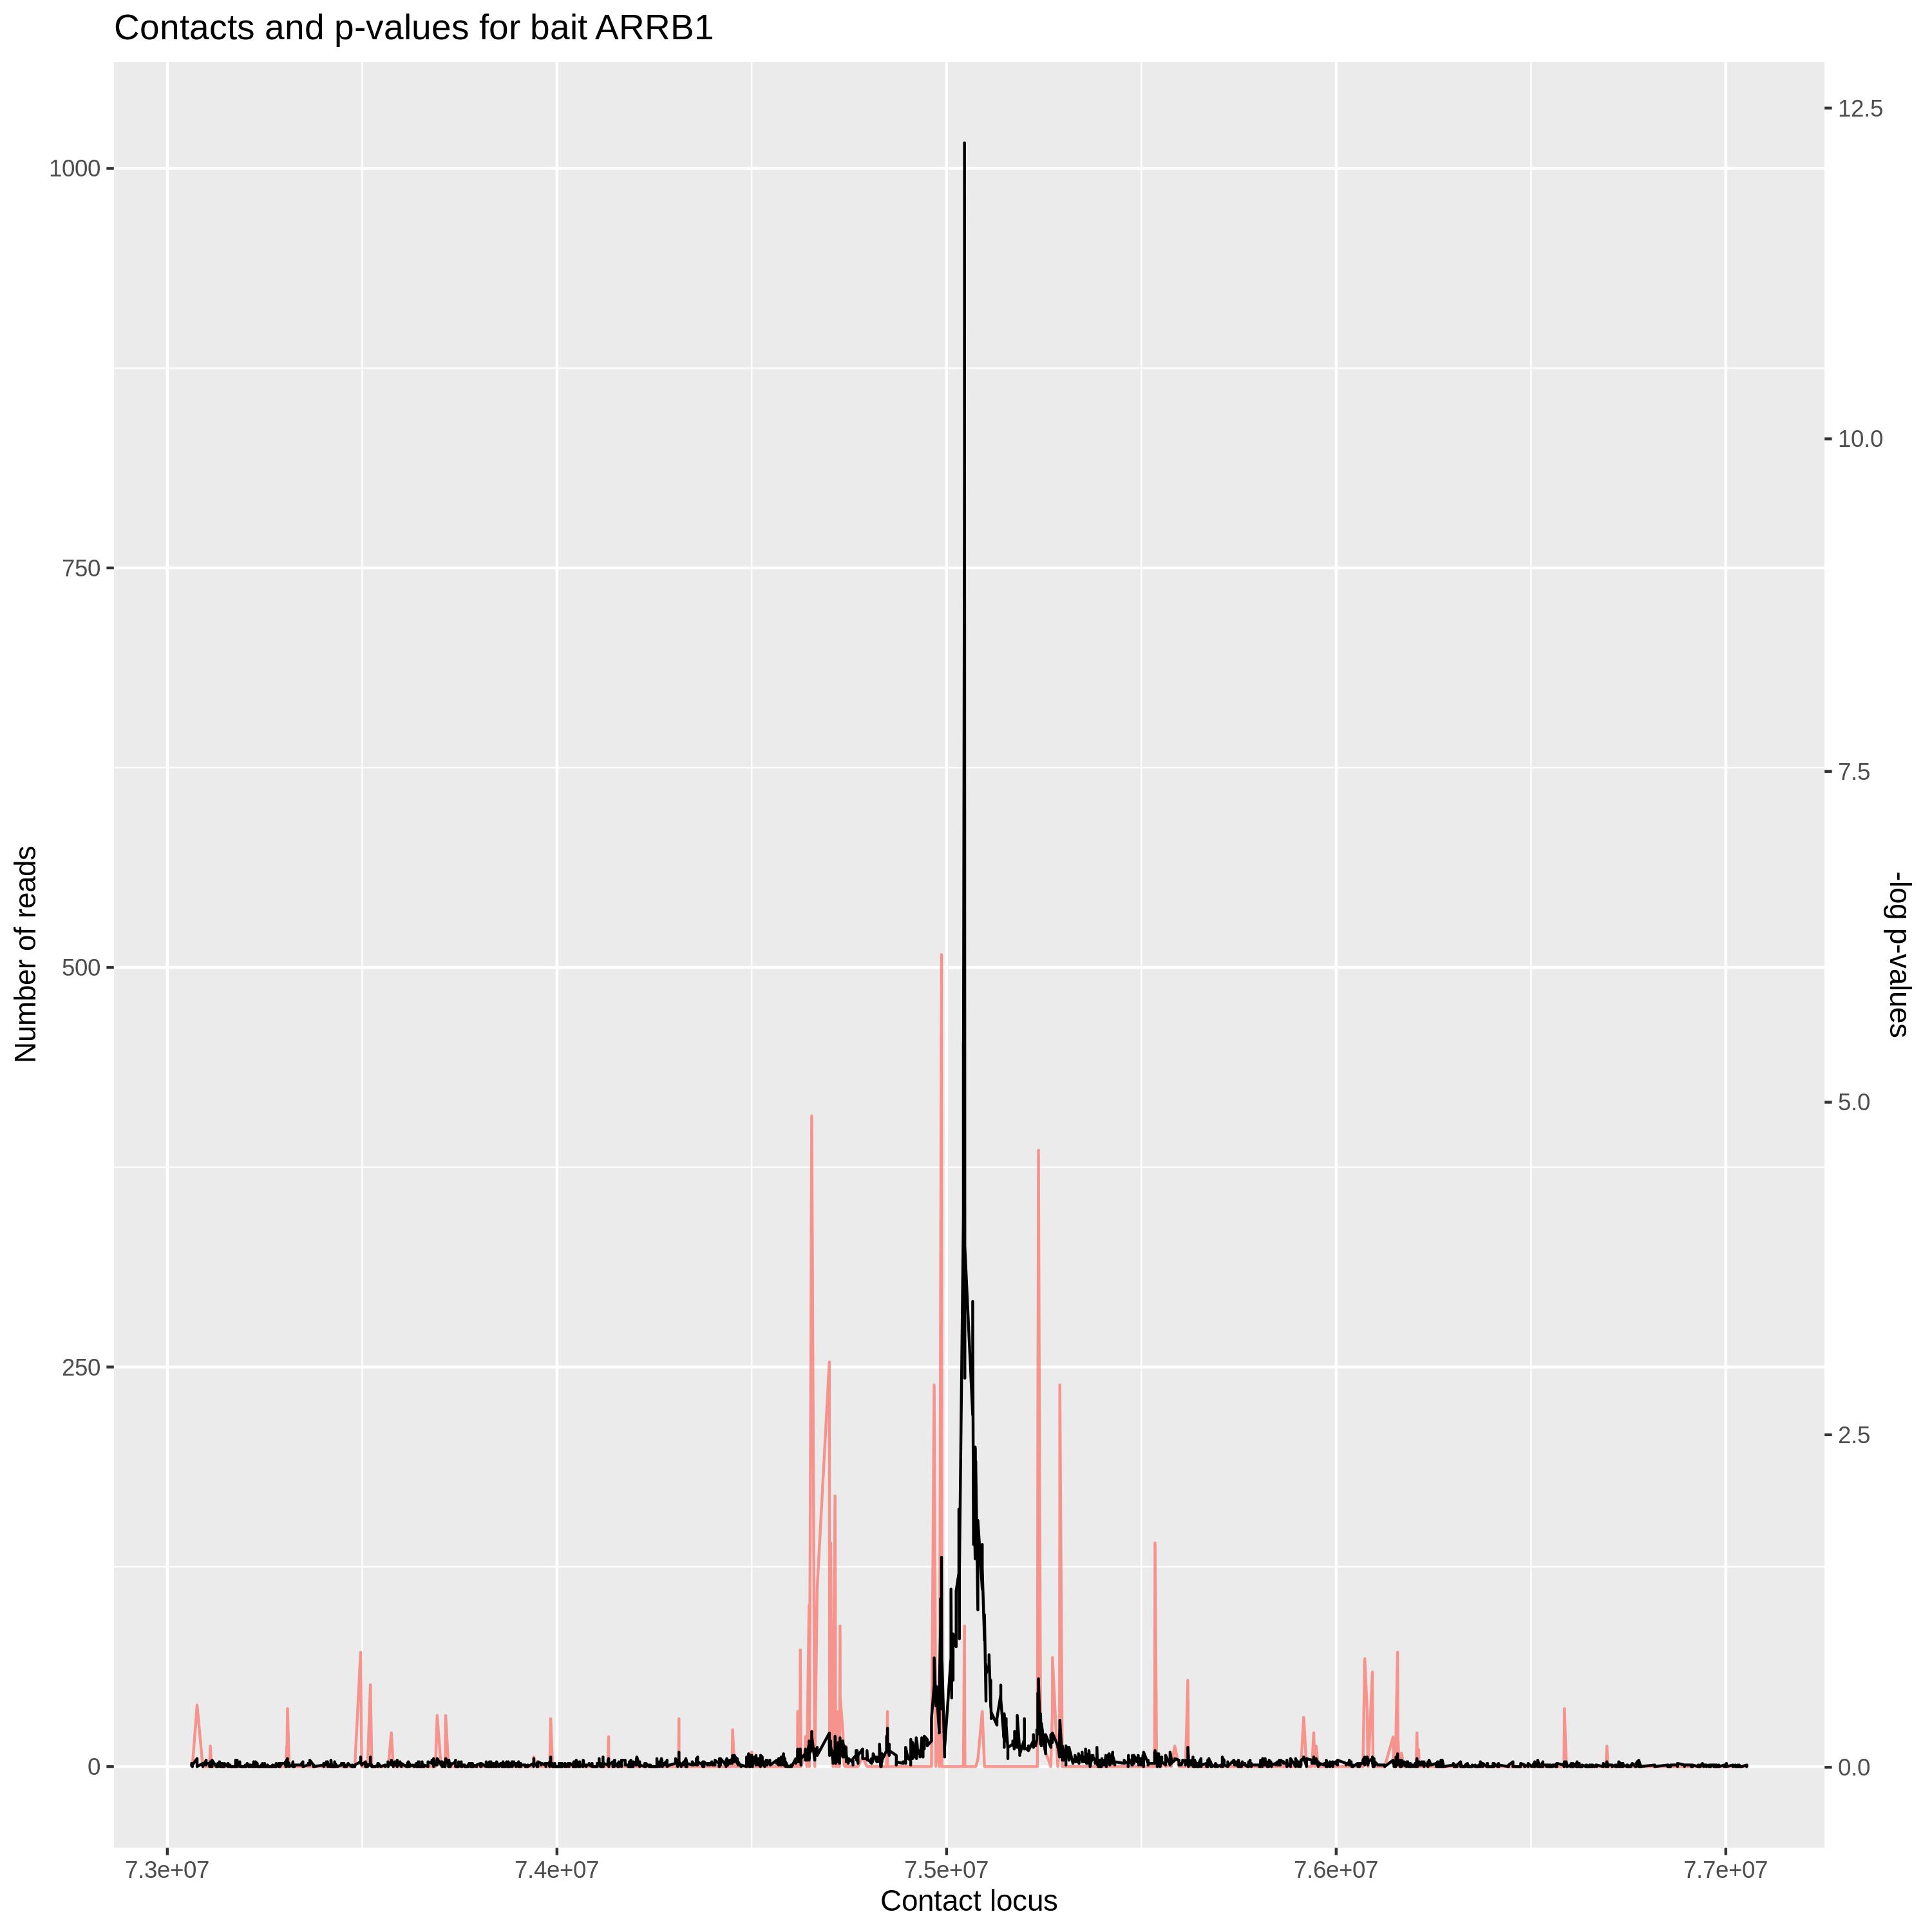 Contacts and p-values for bait ARRB1
1000
750
500
250
0
12.5
10.0
7.5
5.0
2.5
0.0
Number of reads
-log p-values
7.3e+07 7.4e+07 7.5e+07 7.6e+07 7.7e+07
Contact locus